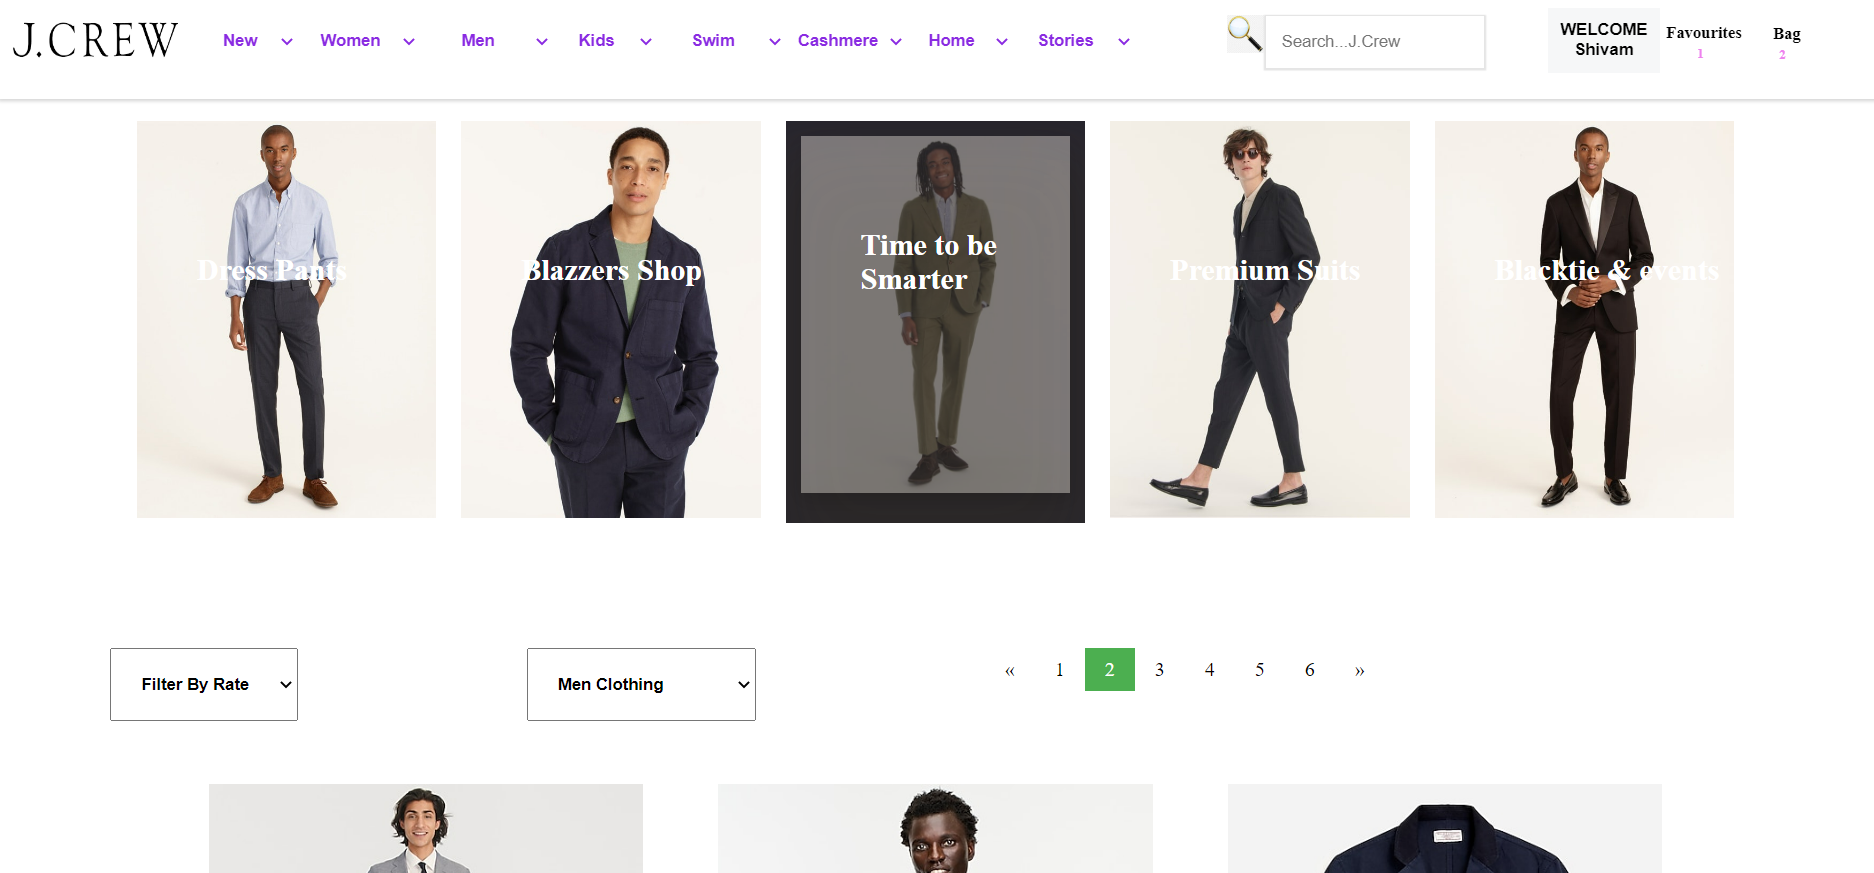 J.CREW
New Women Men Kids Swim Cashmere Home Stories
Search...J.Crew
WELCOME
Shivam
Favourites
1
Bag
2
Dress Pants
Blazzers Shop
Time to be
Smarter
Premium Suits
Blacktie & events
Filter By Rate
Men Clothing
« 1 2 3 4 5 6 »